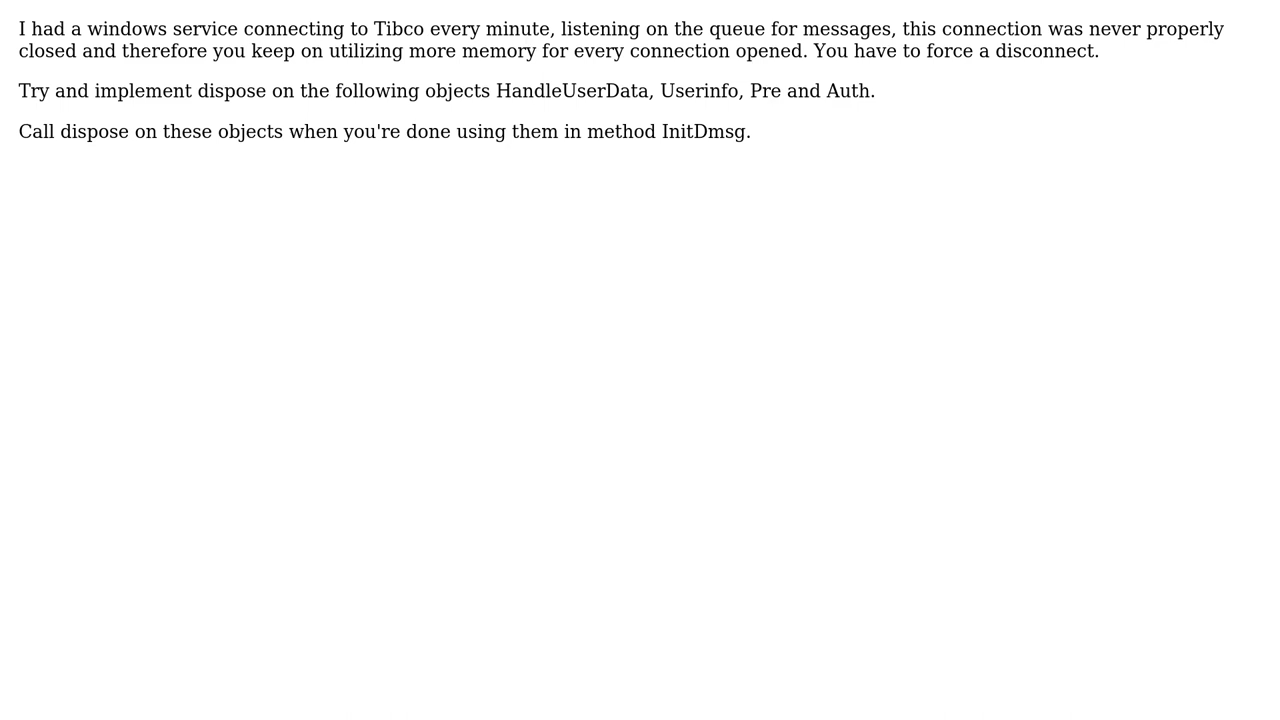 I had a windows service connecting to Tibco every minute, listening on the queue for messages, this connection was never properly
closed and therefore you keep on utilizing more memory for every connection opened. You have to force a disconnect.
Try and implement dispose on the following objects HandleUserData, Userinfo, Pre and Auth.
Call dispose on these objects when you're done using them in method InitDmsg.